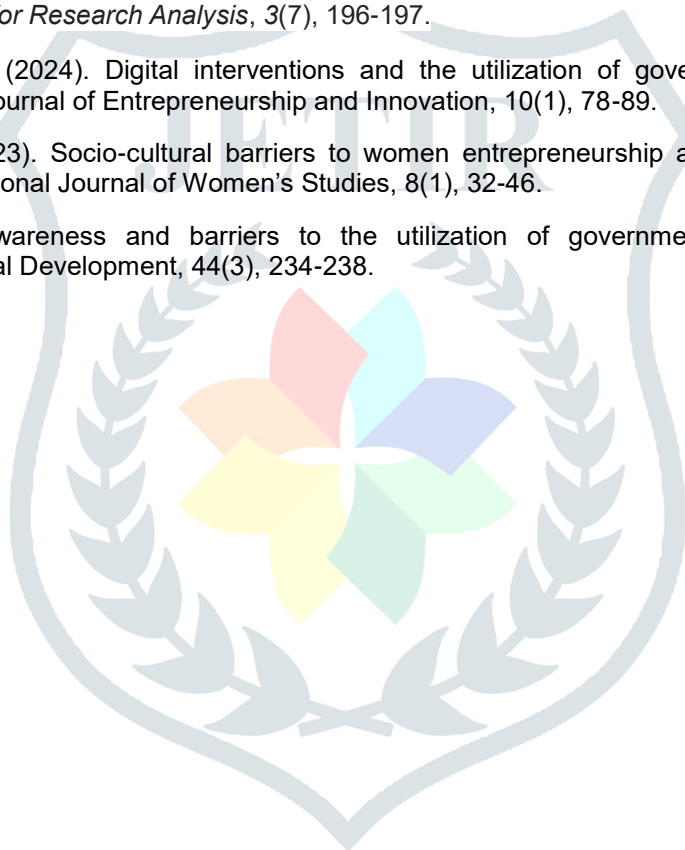 for Research Analysis, 3(7), 196-197.
(2024). Digital interventions and the utilization of gove
ournal of Entrepreneurship and Innovation, 10(1), 78-89.
23). Socio-cultural barriers to women entrepreneurship a
onal Journal of Women’s Studies, 8(1), 32-46.
wareness and barriers to the utilization of governme
al Development, 44(3), 234-238.
JETIR